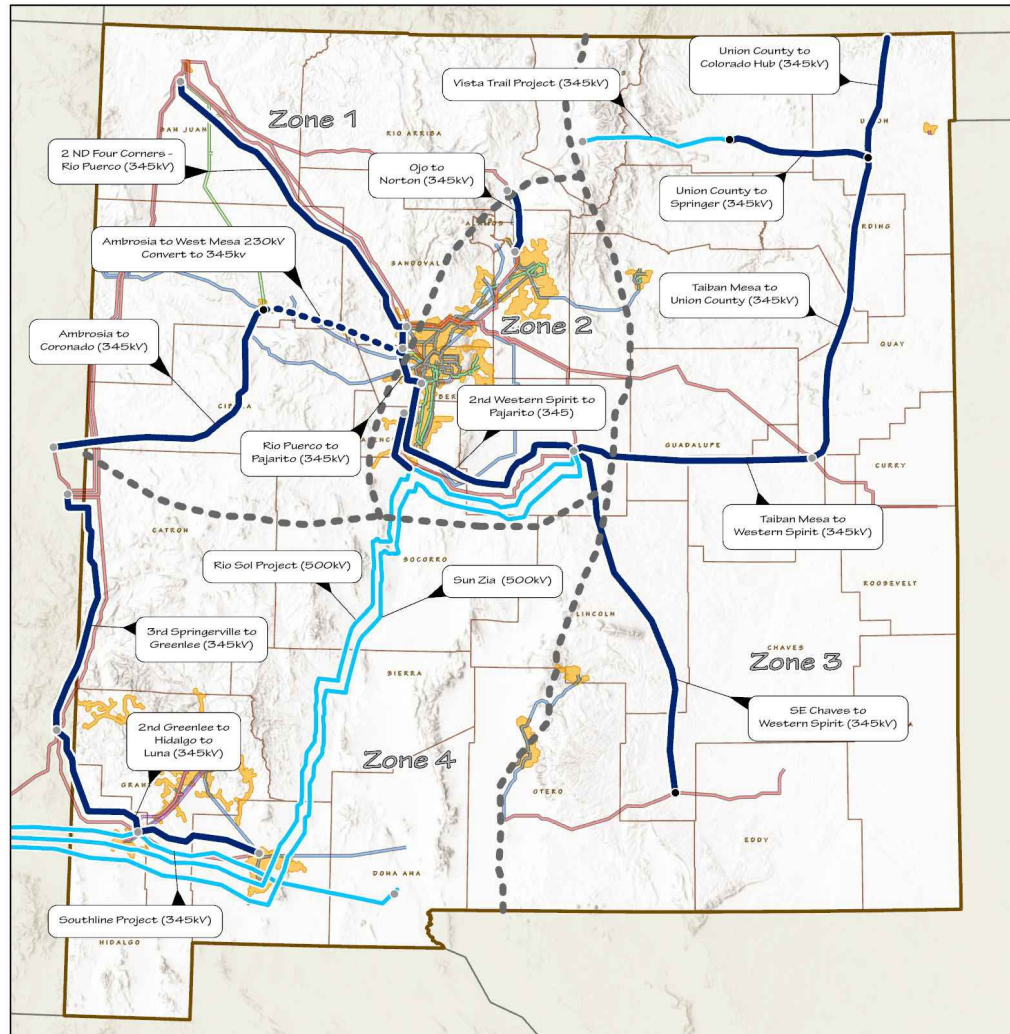 Union County to
Colorado Hub (345kV)
Vista Trail Project (345kV)
Zone 1
SAN JUAN
RIO ARRIBA
2 ND Four Corners -
Rio Puerco (345kV)
Ojo to
Norton (345kV)
Union County to
Springer (345kV)
Ambrosia to West Mesa 230kV
Convert to 345kv
SANDOVAL
Zone 2
Taiban Mesa to
Union County (345kV)
Ambrosia to
Coronado (345kV)
QUAY
2nd Western Spirit to
Pajarito (345)
Rio Puerco to
Pajarito (345kV)
GUADALUPE
CURRY
Taiban Mesa to
Western Spirit (345kV)
CATRON
SOCORRO
Rio Sol Project (500kV)
Sun Zia (500kV)
ROOSEVELT
LINCOLN
3rd Springerville to
Greenlee (345kV)
CHAVES
Zone 3
SIERRA
2nd Greenlee to
Hidalgo to
Luna (345kV)
Zone 4
SE Chaves to
Western Spirit (345kV)
OTERO
EDDY
DOÑA ANA
Southline Project (345kV)
HIDALGO